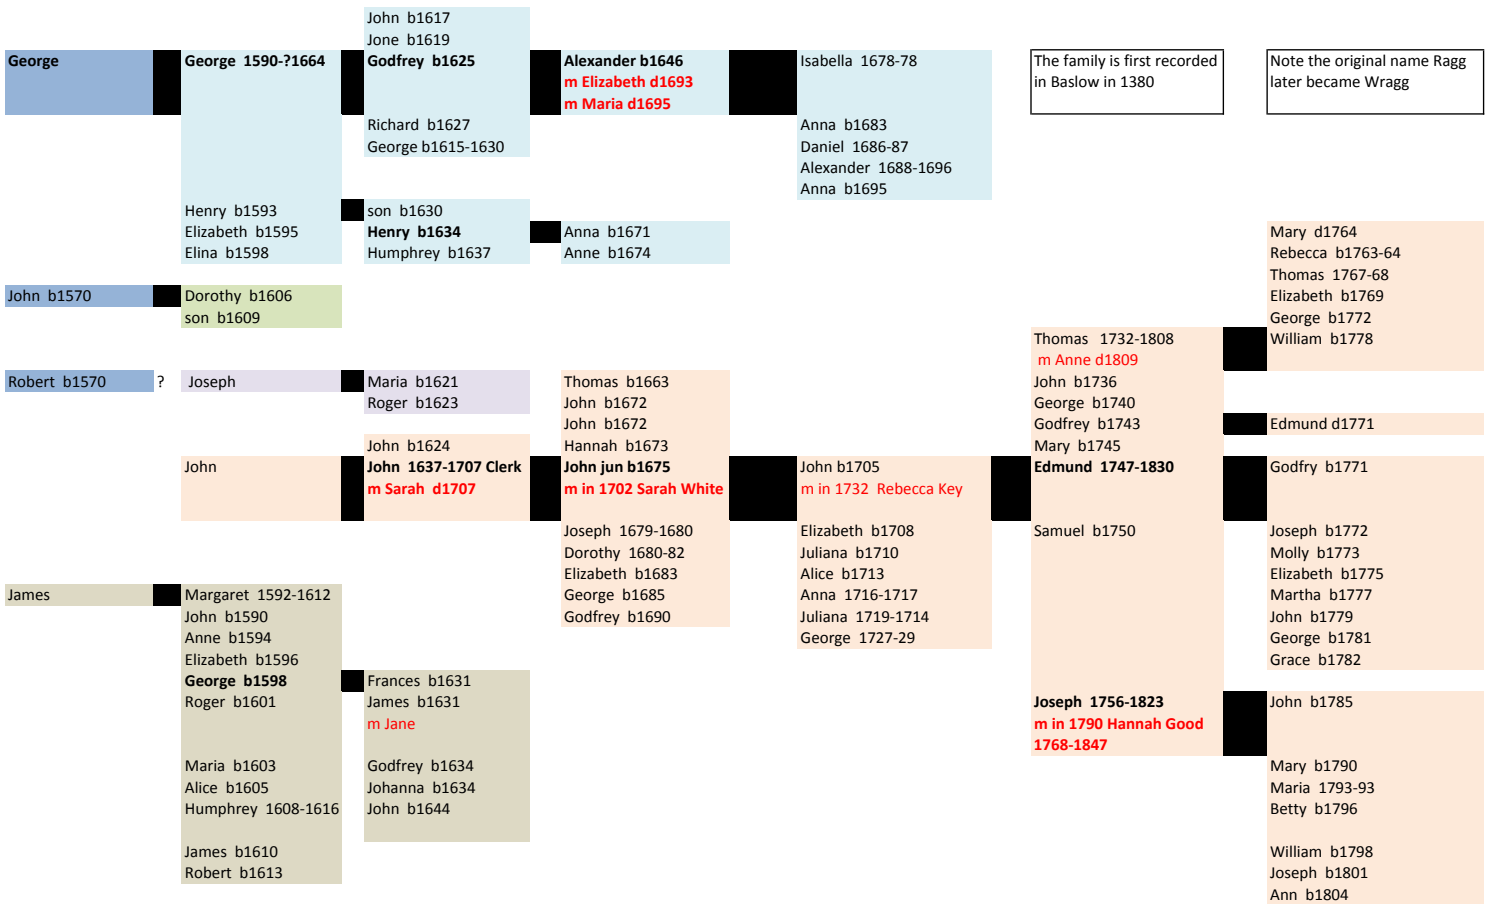 John b1617
Jone b1619
George
George 1590-?1664
Godfrey b1625
Alexander b1646
m Elizabeth d1693
m Maria d1695
Isabella 1678-78
The family is first recorded
in Baslow in 1380
Note the original name Ragg
later became Wragg
Richard b1627
George b1615-1630
Anna b1683
Daniel 1686-87
Alexander 1688-1696
Anna b1695
Henry b1593
Elizabeth b1595
Elina b1598
son b1630
Henry b1634
Humphrey b1637
Anna b1671
Anne b1674
Mary d1764
Rebecca b1763-64
Thomas 1767-68
Elizabeth b1769
George b1772
William b1778
John b1570
Dorothy b1606
son b1609
Thomas 1732-1808
m Anne d1809
John b1736
George b1740
Godfrey b1743
Mary b1745
Edmund 1747-1830
Samuel b1750
Robert b1570 ?
Joseph
Maria b1621
Roger b1623
Thomas b1663
John b1672
John b1672
Hannah b1673
John jun b1675
m in 1702 Sarah White
Edmund d1771
John
John b1624
John 1637-1707 Clerk
m Sarah d1707
John b1705
m in 1732 Rebecca Key
Godfry b1771
Joseph 1679-1680
Dorothy 1680-82
Elizabeth b1683
George b1685
Godfrey b1690
Elizabeth b1708
Juliana b1710
Alice b1713
Anna 1716-1717
Juliana 1719-1714
George 1727-29
Joseph b1772
Molly b1773
Elizabeth b1775
Martha b1777
John b1779
George b1781
Grace b1782
James
Margaret 1592-1612
John b1590
Anne b1594
Elizabeth b1596
George b1598
Roger b1601
Maria b1603
Alice b1605
Humphrey 1608-1616
James b1610
Robert b1613
Frances b1631
James b1631
m Jane
Godfrey b1634
Johanna b1634
John b1644
Joseph 1756-1823
m in 1790 Hannah Good
1768-1847
John b1785
Mary b1790
Maria 1793-93
Betty b1796
William b1798
Joseph b1801
Ann b1804